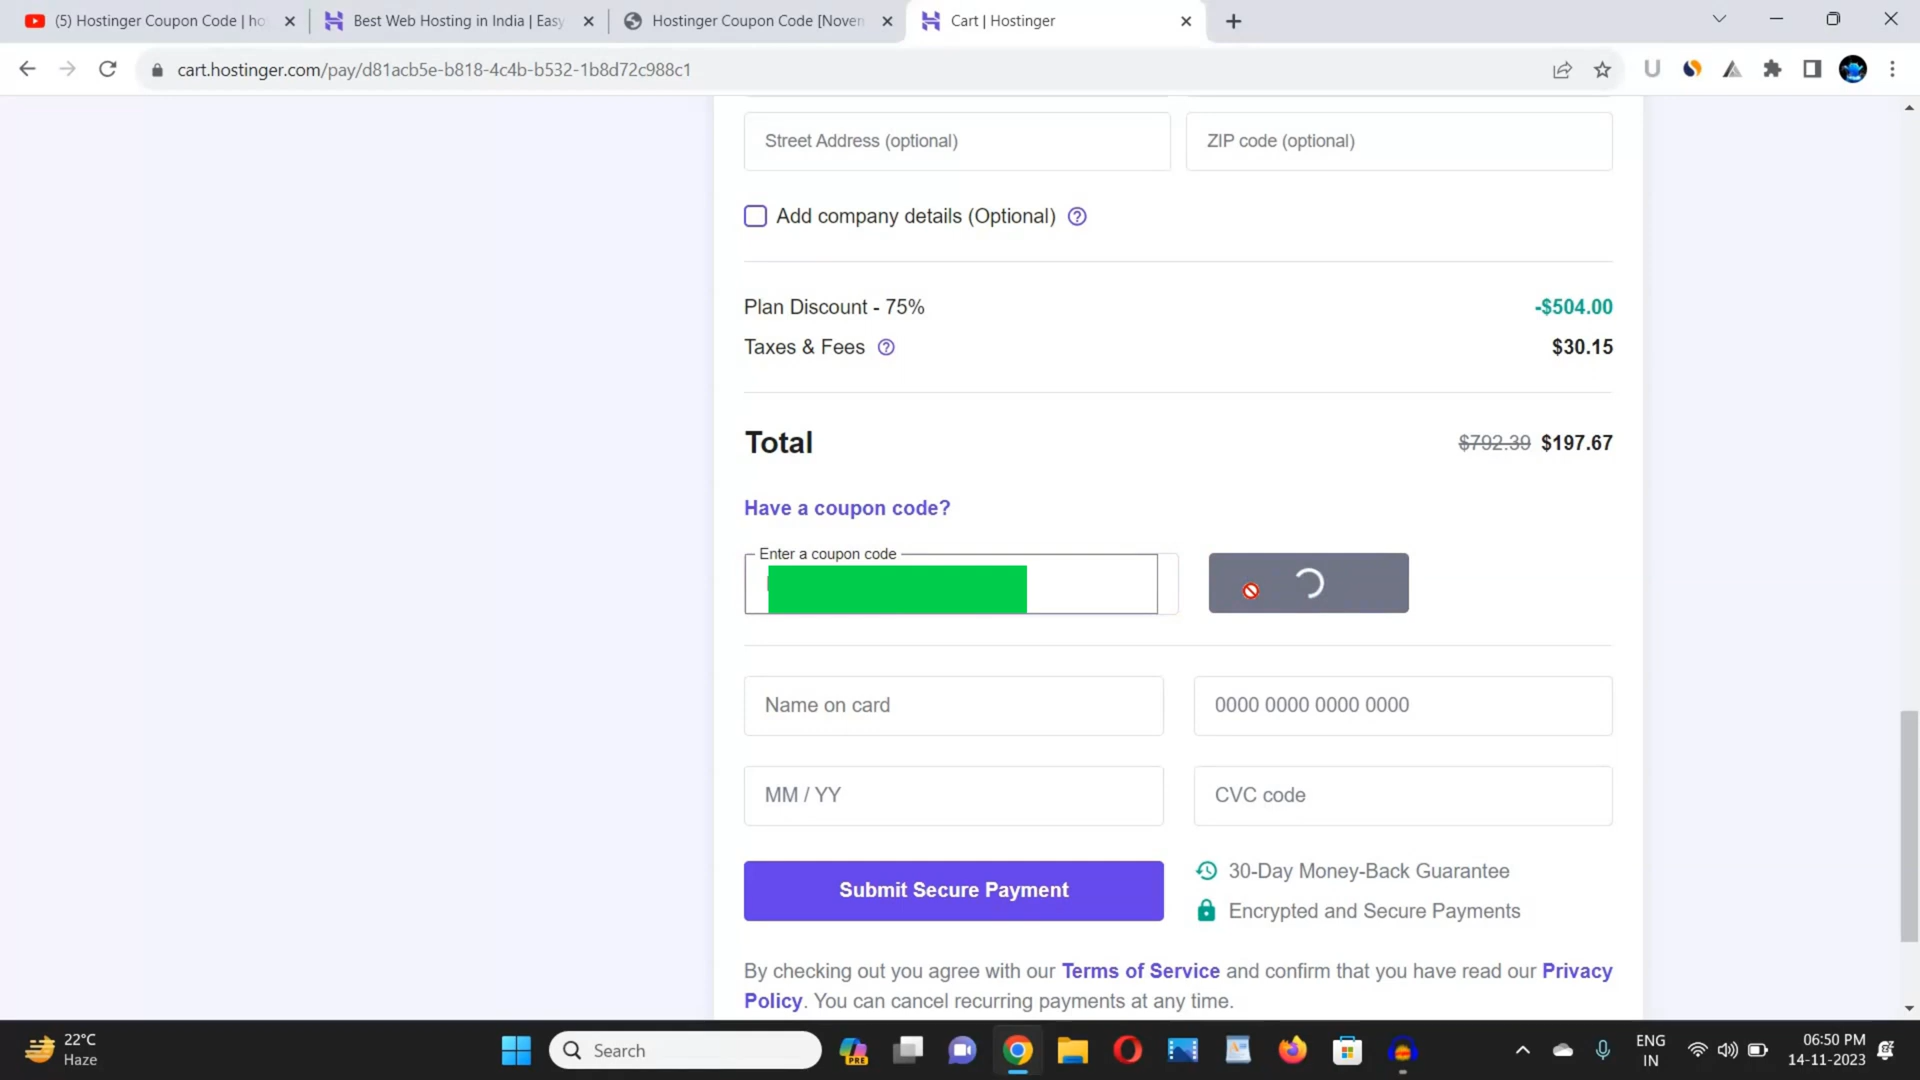 (5) Hostinger Coupon Code | ho
Best Web Hosting in India | Easy
Hostinger Coupon Code [Noven
Cart | Hostinger
cart.hostinger.com/pay/d81acb5e-b818-4c4b-b532-1b8d72c988c1
Street Address (optional)
ZIP code (optional)
Add company details (Optional)
Plan Discount - 75%
-$504.00
Taxes & Fees
$30.15
Total
$792.39 $197.67
Have a coupon code?
Enter a coupon code
Name on card
0000 0000 0000 0000
MM / YY
CVC code
Submit Secure Payment
30-Day Money-Back Guarantee
Encrypted and Secure Payments
By checking out you agree with our Terms of Service and confirm that you have read our Privacy
Policy. You can cancel recurring payments at any time.
22°C
Haze
Search
PRE
ENG
IN
06:50 PM
14-11-2023